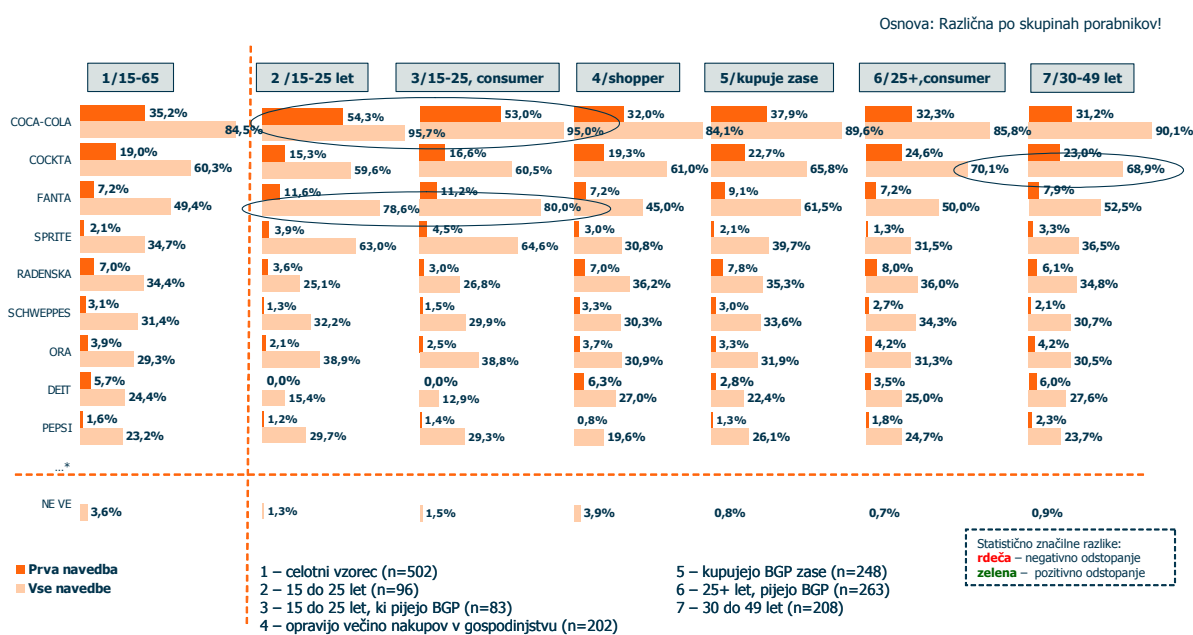 Osnova: Različna po skupinah porabnikov!
1/15-65
2 /15-25 let
3/15-25, consumer
4/shopper
5/kupuje zase
6/25+,consumer
7/30-49 let
COCA-COLA
35,2% 54,3% 53,0% 32,0% 37,9% 32,3% 31,2%
84,5% 95,7% 95,0% 84,1% 89,6% 85,8% 90,1%
COCKTA
19,0% 15,3% 16,6% 19,3% 22,7% 24,6% 23,0%
60,3% 59,6% 60,5% 61,0% 65,8% 70,1% 68,9%
FANTA
7,2% 11,6% 11,2% 7,2% 9,1% 7,2% 7,9%
49,4% 78,6% 80,0% 45,0% 61,5% 50,0% 52,5%
SPRITE
2,1% 3,9% 4,5% 3,0% 2,1% 1,3% 3,3%
34,7% 63,0% 64,6% 30,8% 39,7% 31,5% 36,5%
RADENSKA
7,0% 3,6% 3,0% 7,0% 7,8% 8,0% 6,1%
34,4% 25,1% 26,8% 36,2% 35,3% 36,0% 34,8%
SCHWEPPES
3,1% 1,3% 1,5% 3,3% 3,0% 2,7% 2,1%
31,4% 32,2% 29,9% 30,3% 33,6% 34,3% 30,7%
ORA
3,9% 2,1% 2,5% 3,7% 3,3% 4,2% 4,2%
29,3% 38,9% 38,8% 30,9% 31,9% 31,3% 30,5%
DEIT
5,7% 0,0% 0,0% 6,3% 2,8% 3,5% 6,0%
24,4% 15,4% 12,9% 27,0% 22,4% 25,0% 27,6%
PEPSI
1,6% 1,2% 1,4% 0,8% 1,3% 1,8% 2,3%
23,2% 29,7% 29,3% 19,6% 26,1% 24,7% 23,7%
...*
NE VE
3,6% 1,3% 1,5% 3,9% 0,8% 0,7% 0,9%
Statistično značilne razlike:
rdeča – negativno odstopanje
zelena – pozitivno odstopanje
Prva navedba
Vse navedbe
1 – celotni vzorec (n=502)
2 – 15 do 25 let (n=96)
3 – 15 do 25 let, ki pijejo BGP (n=83)
4 – opravijo večino nakupov v gospodinjstvu (n=202)
5 – kupujejo BGP zase (n=248)
6 – 25+ let, pijejo BGP (n=263)
7 – 30 do 49 let (n=208)